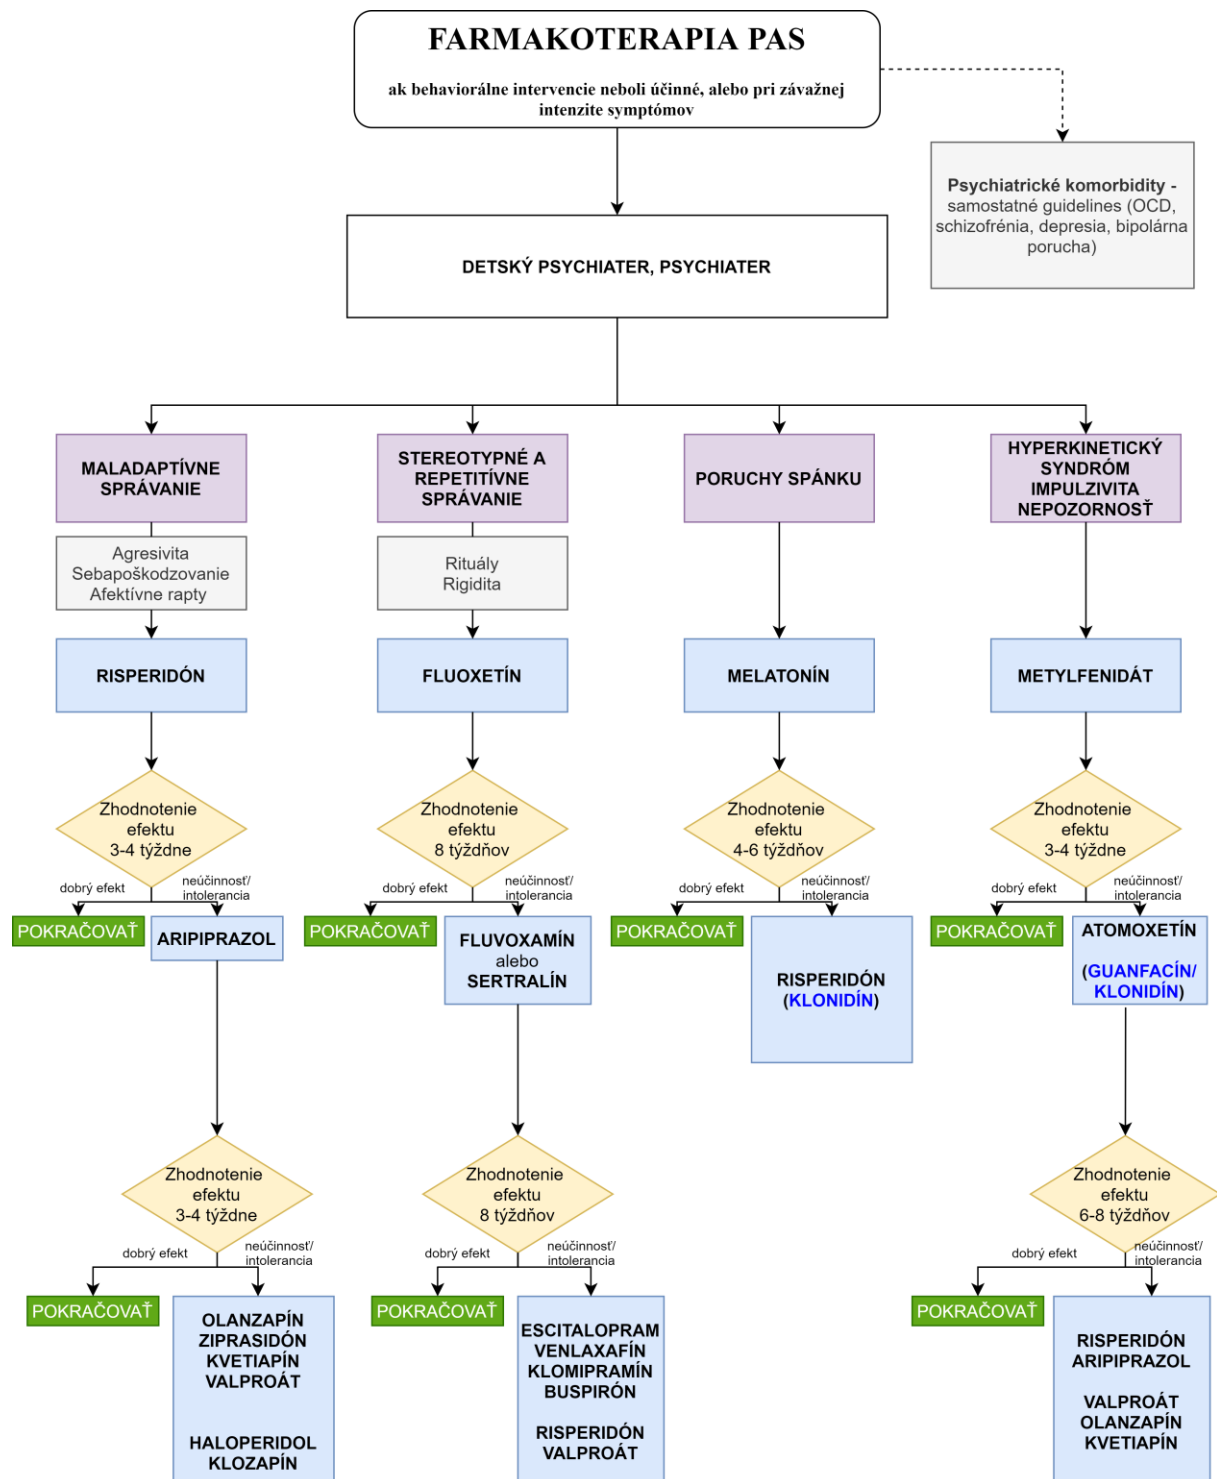 FARMAKOTERAPIA PAS
ak behaviorálne intervencie neboli účinné, alebo pri závažnej
intenzite symptómov
Psychiatrické komorbidity -
samostatné guidelines (OCD,
schizofrénia, depresia, bipolárna
porucha)
DETSKÝ PSYCHIATER, PSYCHIATER
MALADAPTÍVNE
SPRÁVANIE
STEREOTYPNÉ A
REPETITÍVNE
SPRÁVANIE
PORUCHY SPÁNKU
HYPERKINETICKÝ
SYNDRÓM
IMPULZIVITA
NEPOZORNOSŤ
Agresivita
Sebapoškodzovanie
Afektívne rapty
Rituály
Rigidita
RISPERIDÓN
FLUOXETÍN
MELATONÍN
METYLFENIDÁT
Zhodnotenie
efektu
3-4 týždne
Zhodnotenie
efektu
8 týždňov
Zhodnotenie
efektu
4-6 týždňov
Zhodnotenie
efektu
3-4 týždne
dobrý efekt
neúčinnosť/
intolerancia
dobrý efekt
neúčinnosť/
intolerancia
dobrý efekt
neúčinnosť/
intolerancia
dobrý efekt
neúčinnosť/
intolerancia
POKRAČOVAŤ
ARIPIPRAZOL
POKRAČOVAŤ
FLUVOXAMÍN
alebo
SERTRALÍN
POKRAČOVAŤ
RISPERIDÓN
(KLONIDÍN)
POKRAČOVAŤ
ATOMOXETÍN
(GUANFACÍN/
KLONIDÍN)
Zhodnotenie
efektu
3-4 týždne
Zhodnotenie
efektu
8 týždňov
Zhodnotenie
efektu
6-8 týždňov
dobrý efekt
neúčinnosť/
intolerancia
dobrý efekt
neúčinnosť/
intolerancia
dobrý efekt
neúčinnosť/
intolerancia
POKRAČOVAŤ
OLANZAPÍN
ZIPRASIDÓN
KVETIAPÍN
VALPROÁT
HALOPERIDOL
KLOZAPÍN
POKRAČOVAŤ
ESCITALOPRAM
VENLAXAFÍN
KLOMIPRAMÍN
BUSPIRÓN
RISPERIDÓN
VALPROÁT
POKRAČOVAŤ
RISPERIDÓN
ARIPIPRAZOL
VALPROÁT
OLANZAPÍN
KVETIAPÍN